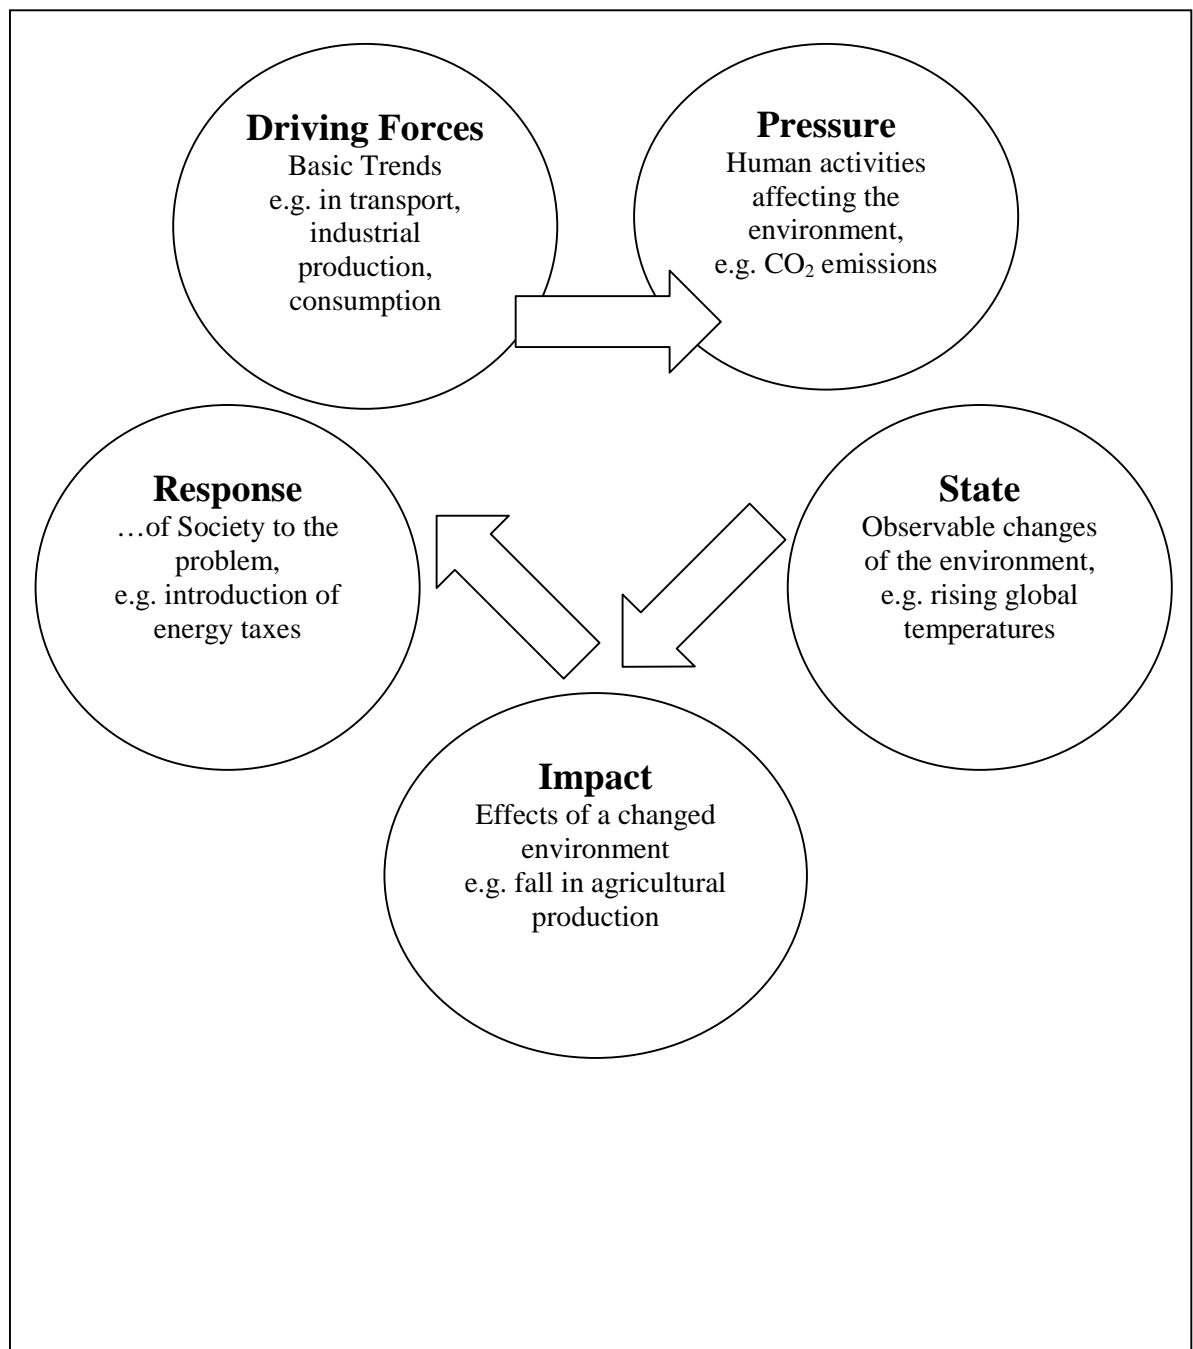 Driving Forces
Basic Trends
e.g. in transport,
industrial
production,
consumption
Pressure
Human activities
affecting the
environment,
e.g. CO₂ emissions
Response
…of Society to the
problem,
e.g. introduction of
energy taxes
State
Observable changes
of the environment,
e.g. rising global
temperatures
Impact
Effects of a changed
environment
e.g. fall in agricultural
production